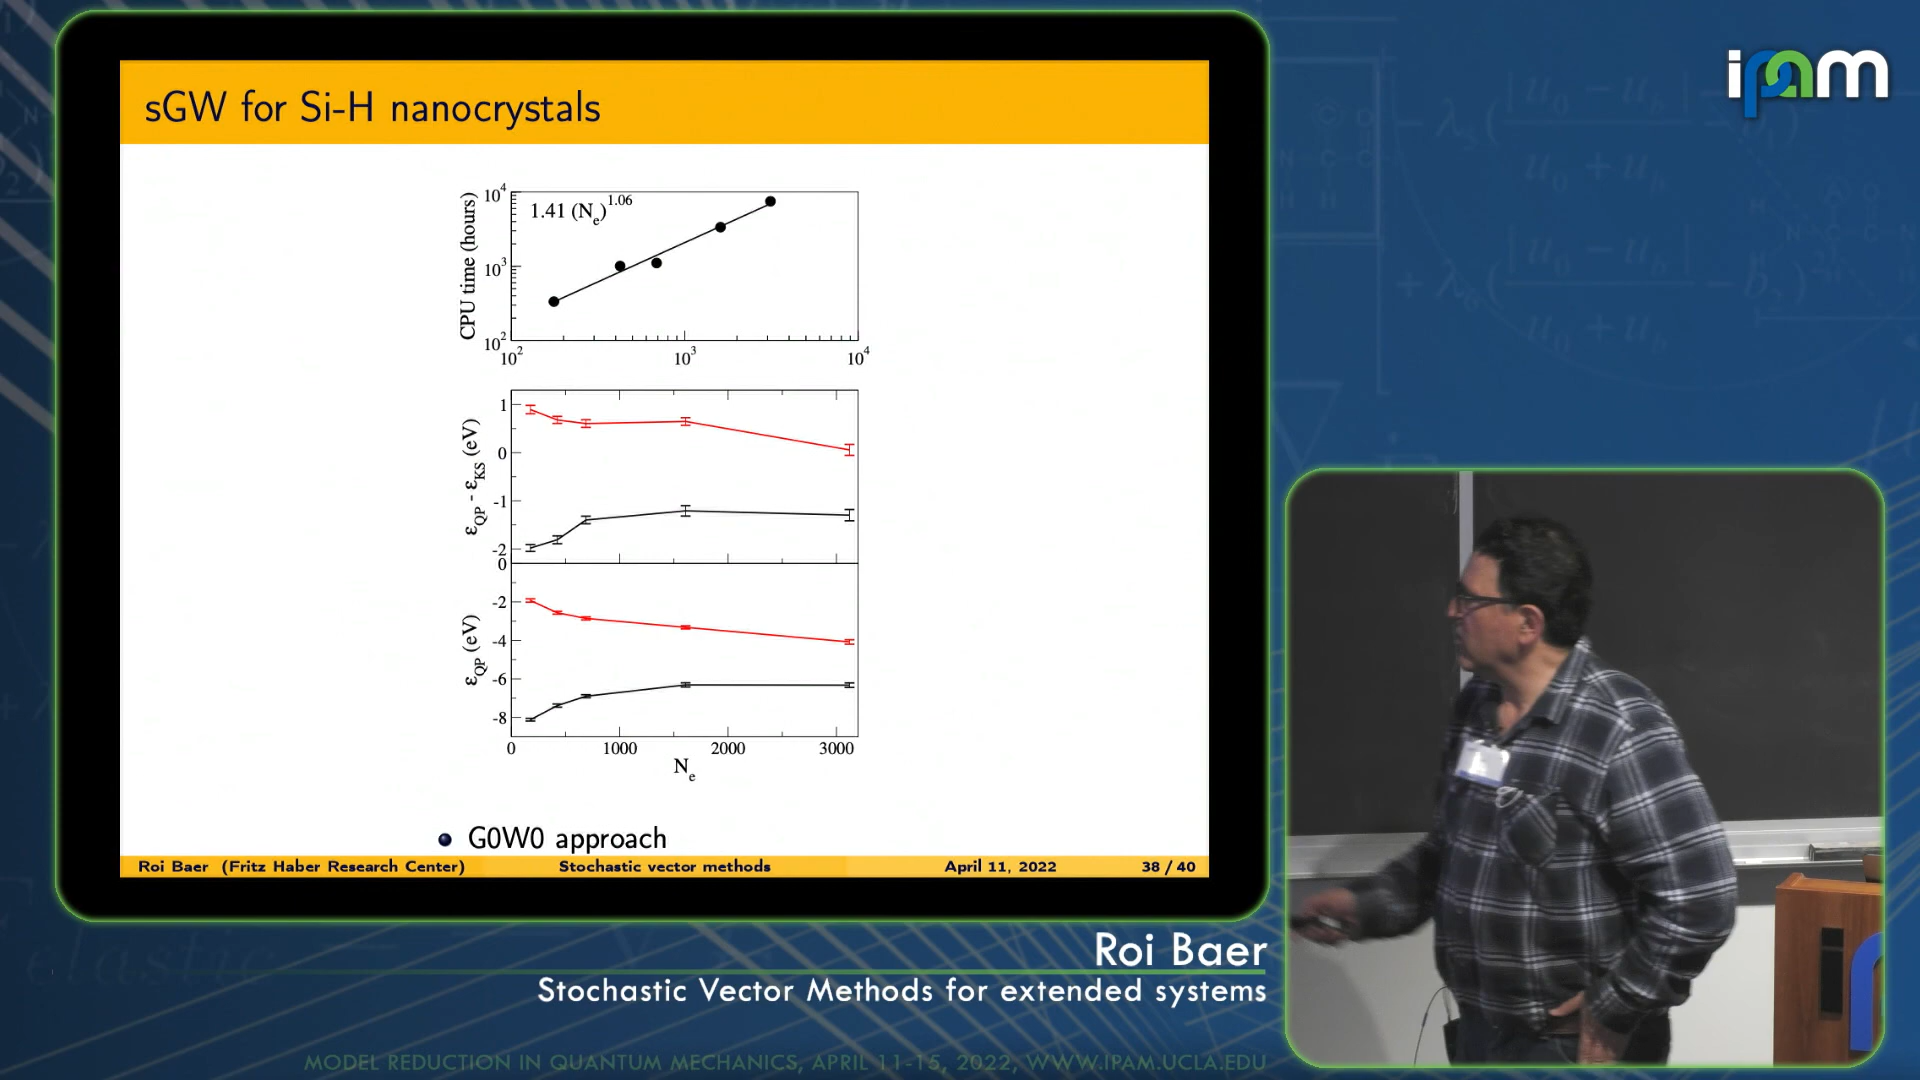 sGW for Si-H nanocrystals
10^4
1.41 (N_e)^1.06
CPU time (hours)
10^3
10^2
10^2 10^3 10^4
1
0
-1
-2
ε_QP - ε_KS (eV)
0
-2
-4
-6
-8
ε_QP (eV)
0 1000 2000 3000
N_e
G0W0 approach
Roi Baer (Fritz Haber Research Center) Stochastic vector methods April 11, 2022 38 / 40
ipam
Roi Baer
Stochastic Vector Methods for extended systems
MODEL REDUCTION IN QUANTUM MECHANICS, APRIL 11-15, 2022, WWW.IPAM.UCLA.EDU